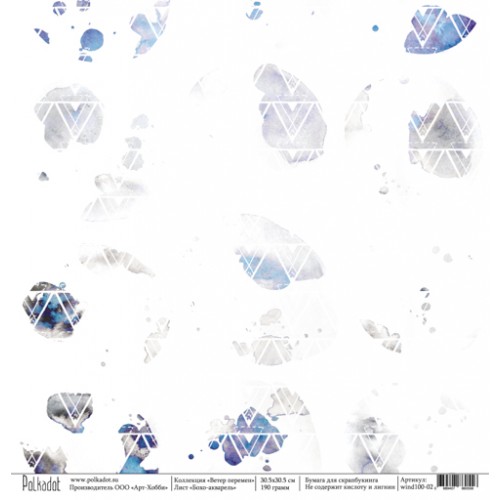 Polkadot
www.polkadot.su
Производитель ООО «Арт-Хобби»
Коллекция «Ветер перемен»
Лист «Бохо-акварель»
30.5х30.5 см
190 грамм
Бумага для скрапбукинга
Не содержит кислоту и лигнин
Артикул:
wind100-02